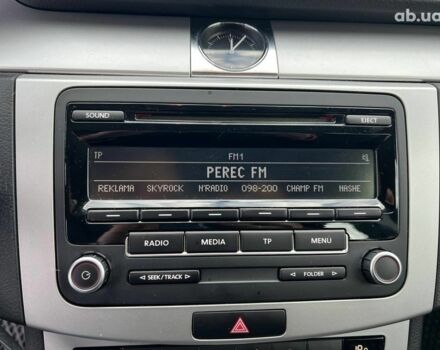 ab.ua
SOUND
EJECT
TP FM1
PEREC FM
REKLAMA SKYROCK N'RADIO 098-200 CHAMP FM NASHE
RADIO MEDIA TP MENU
SEEK/TRACK FOLDER